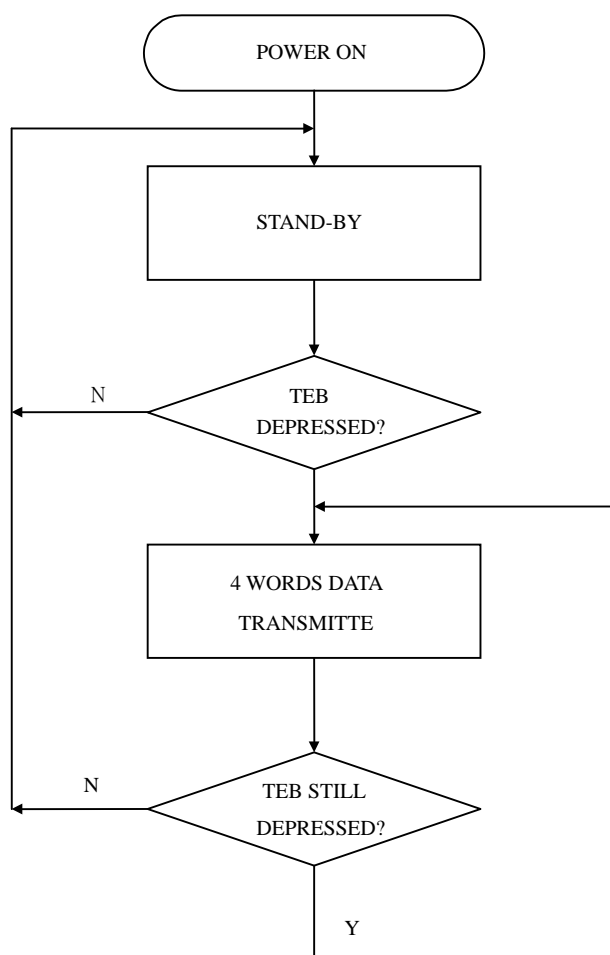 POWER ON
STAND-BY
TEB
DEPRESSED?
N
4 WORDS DATA
TRANSMITTE
TEB STILL
DEPRESSED?
N
Y